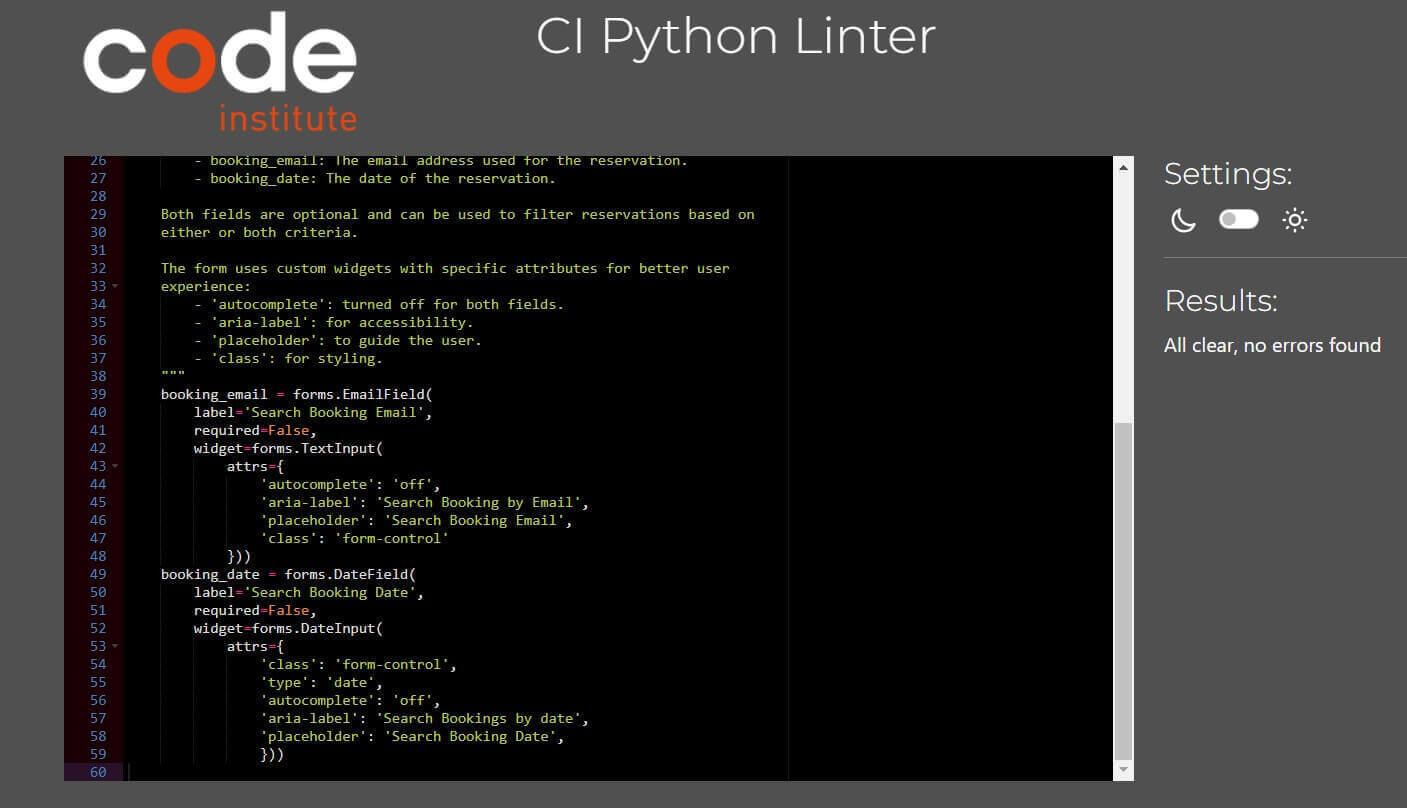 code
institute
CI Python Linter
26 - booking_email: The email address used for the reservation.
27 - booking_date: The date of the reservation.
28
29 Both fields are optional and can be used to filter reservations based on
30 either or both criteria.
31
32 The form uses custom widgets with specific attributes for better user
33 experience:
34 - 'autocomplete': turned off for both fields.
35 - 'aria-label': for accessibility.
36 - 'placeholder': to guide the user.
37 - 'class': for styling.
38 """
39 booking_email = forms.EmailField(
40 label='Search Booking Email',
41 required=False,
42 widget=forms.TextInput(
43 attrs={
44 'autocomplete': 'off',
45 'aria-label': 'Search Booking by Email',
46 'placeholder': 'Search Booking Email',
47 'class': 'form-control'
48 }))
49 booking_date = forms.DateField(
50 label='Search Booking Date',
51 required=False,
52 widget=forms.DateInput(
53 attrs={
54 'class': 'form-control',
55 'type': 'date',
56 'autocomplete': 'off',
57 'aria-label': 'Search Bookings by date',
58 'placeholder': 'Search Booking Date',
59 }))
60
Settings:
Results:
All clear, no errors found